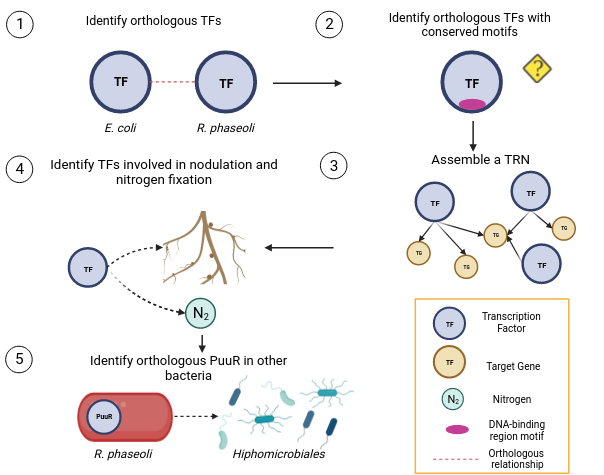 1
Identify orthologous TFs
TF
TF
E. coli
R. phaseoli
2
Identify orthologous TFs with
conserved motifs
TF
?
3
Assemble a TRN
TF
TF
TG
TG
TG
TG
TF
4
Identify TFs involved in nodulation and
nitrogen fixation
TF
N2
5
Identify orthologous PuuR in other
bacteria
PuuR
R. phaseoli
Hiphomicrobiales
TF
Transcription
Factor
TF
Target Gene
N2
Nitrogen
DNA-binding
region motif
Orthologous
relationship